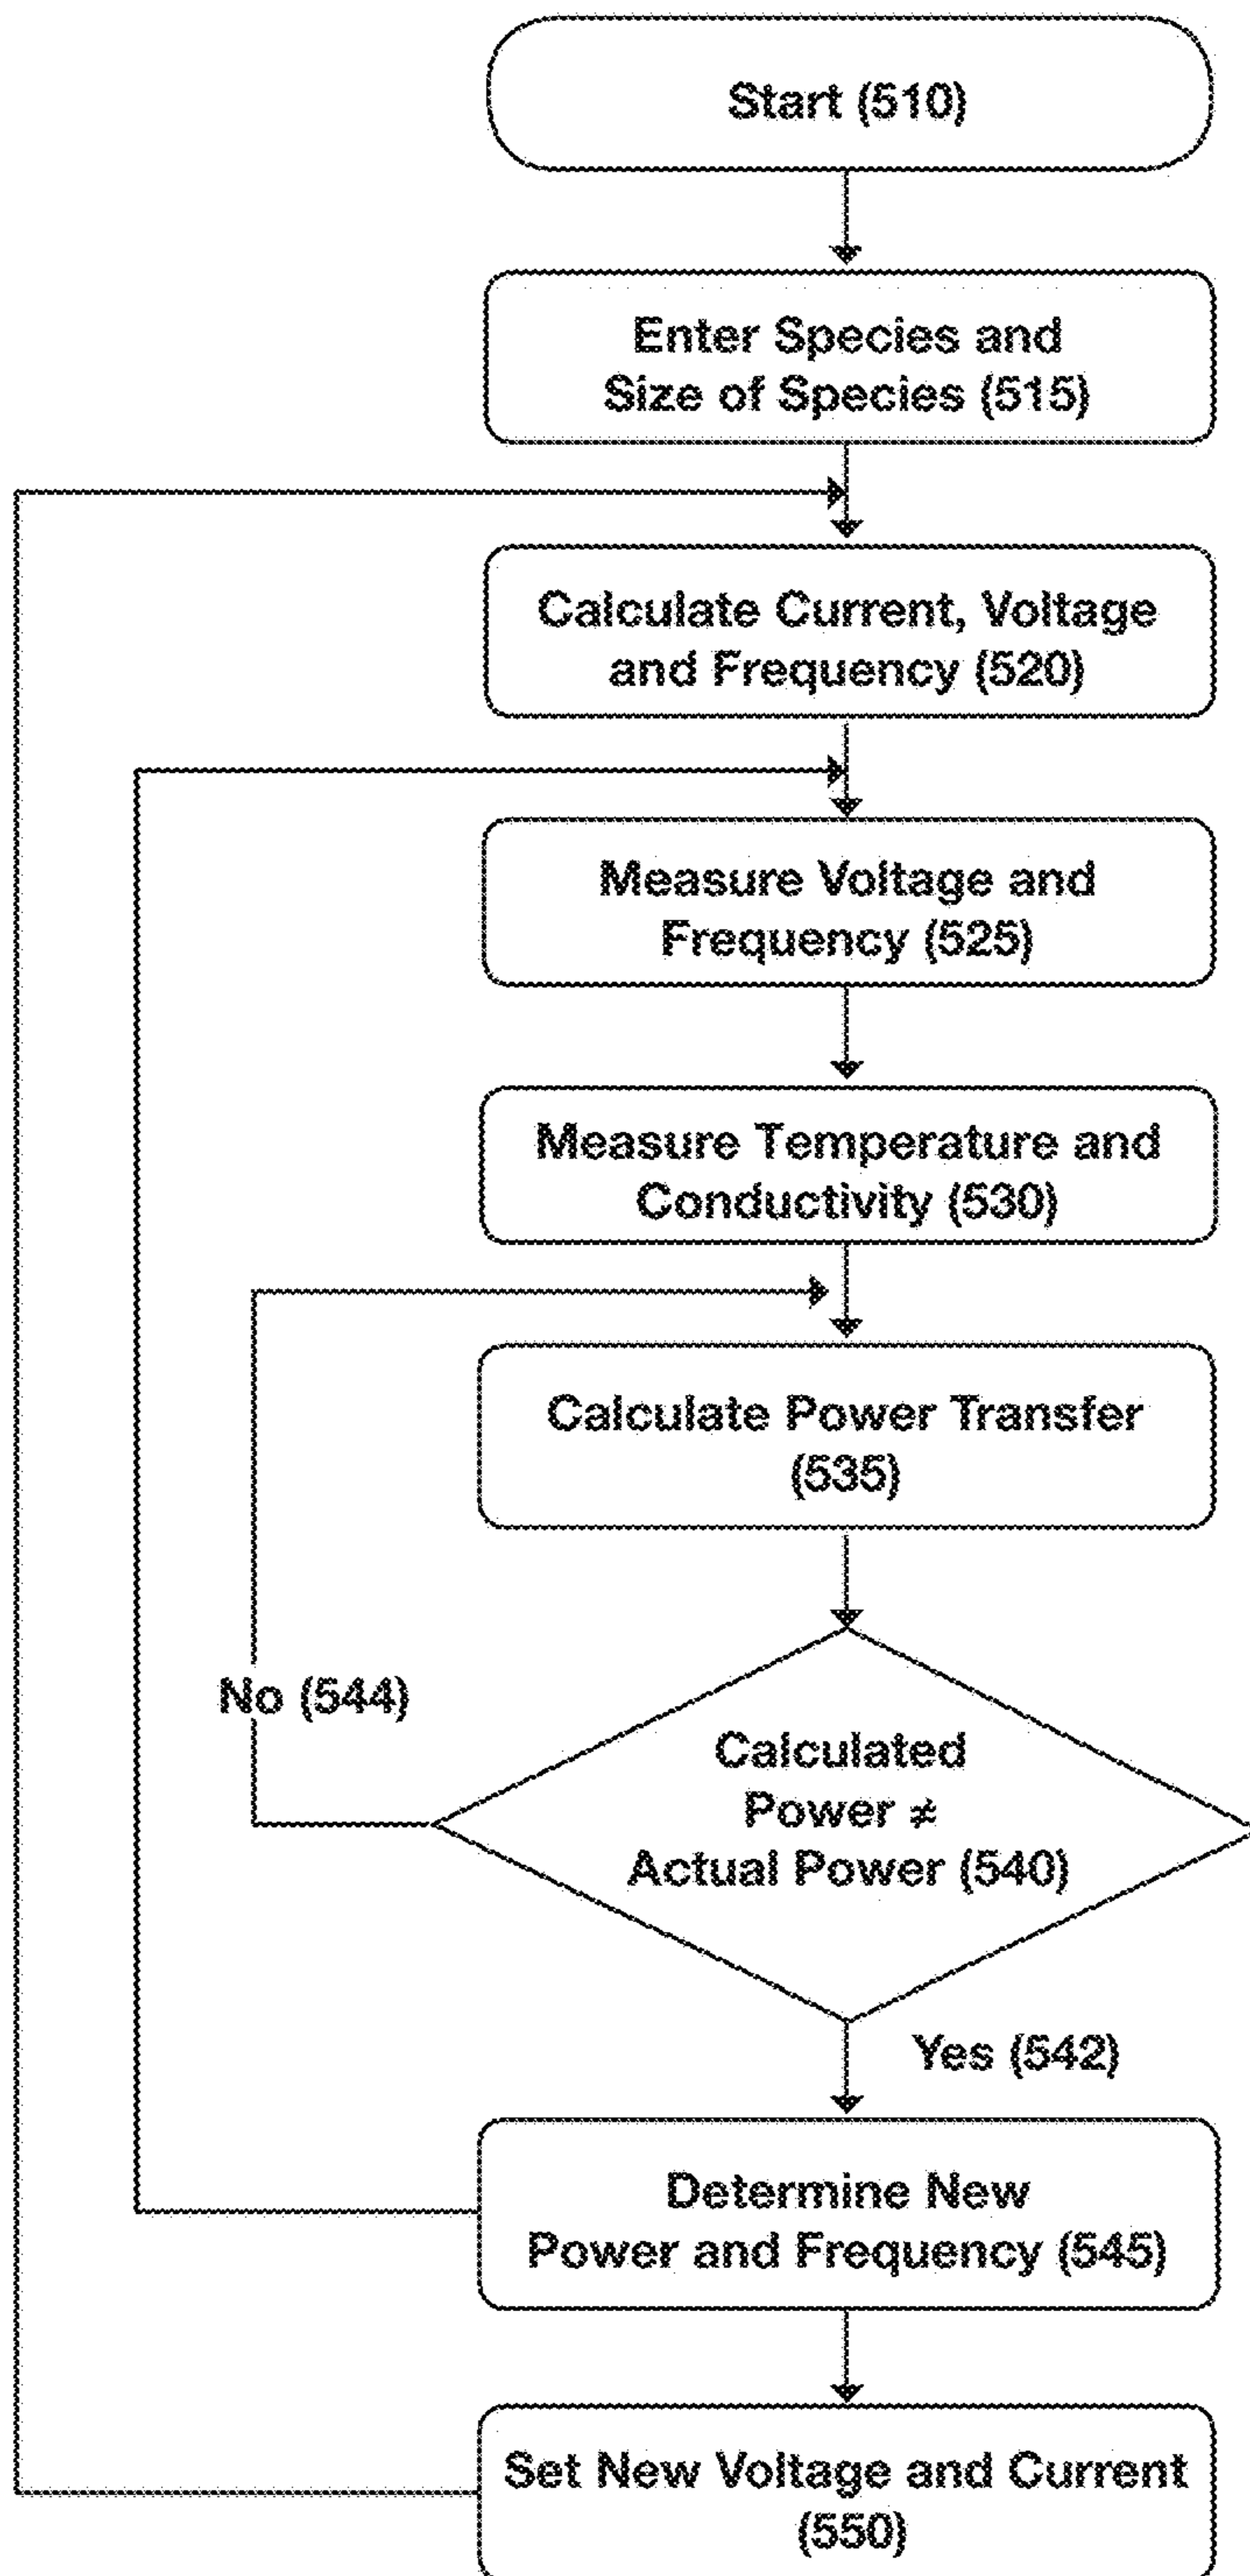 Start (510)
Enter Species and
Size of Species (515)
Calculate Current, Voltage
and Frequency (520)
Measure Voltage and
Frequency (525)
Measure Temperature and
Conductivity (530)
Calculate Power Transfer
(535)
No (544)
Calculated
Power ≠
Actual Power (540)
Yes (542)
Determine New
Power and Frequency (545)
Set New Voltage and Current
(550)